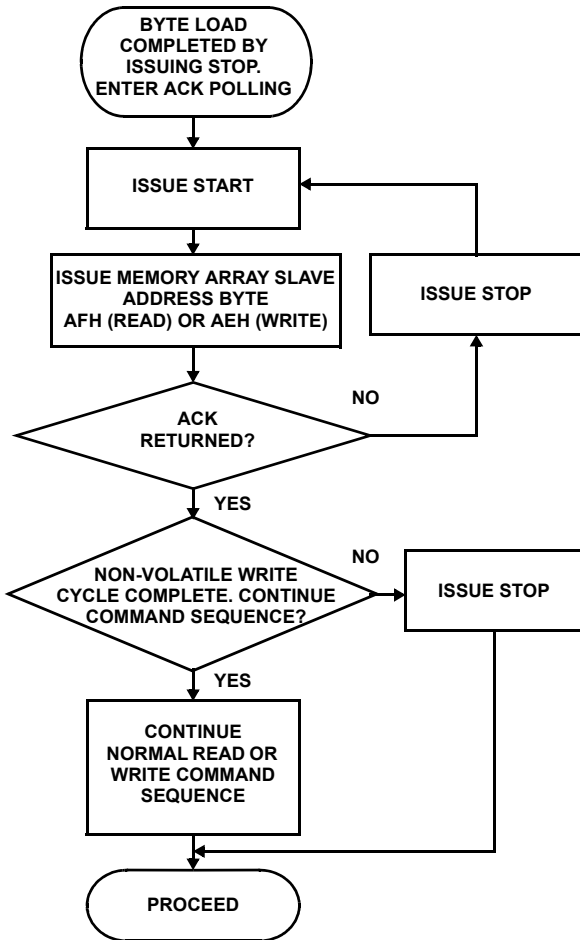 BYTE LOAD
COMPLETED BY
ISSUING STOP.
ENTER ACK POLLING
ISSUE START
ISSUE MEMORY ARRAY SLAVE
ADDRESS BYTE
AFH (READ) OR AEH (WRITE)
ISSUE STOP
ACK
RETURNED?
NO
YES
NON-VOLATILE WRITE
CYCLE COMPLETE. CONTINUE
COMMAND SEQUENCE?
NO
ISSUE STOP
YES
CONTINUE
NORMAL READ OR
WRITE COMMAND
SEQUENCE
PROCEED